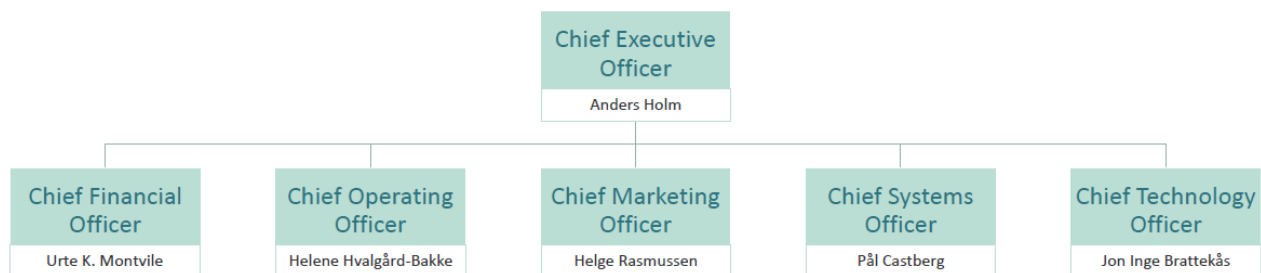 Chief Executive
Officer
Anders Holm
Chief Financial
Officer
Urte K. Montvile
Chief Operating
Officer
Helene Hvalgård-Bakke
Chief Marketing
Officer
Helge Rasmussen
Chief Systems
Officer
Pål Castberg
Chief Technology
Officer
Jon Inge Brattekås